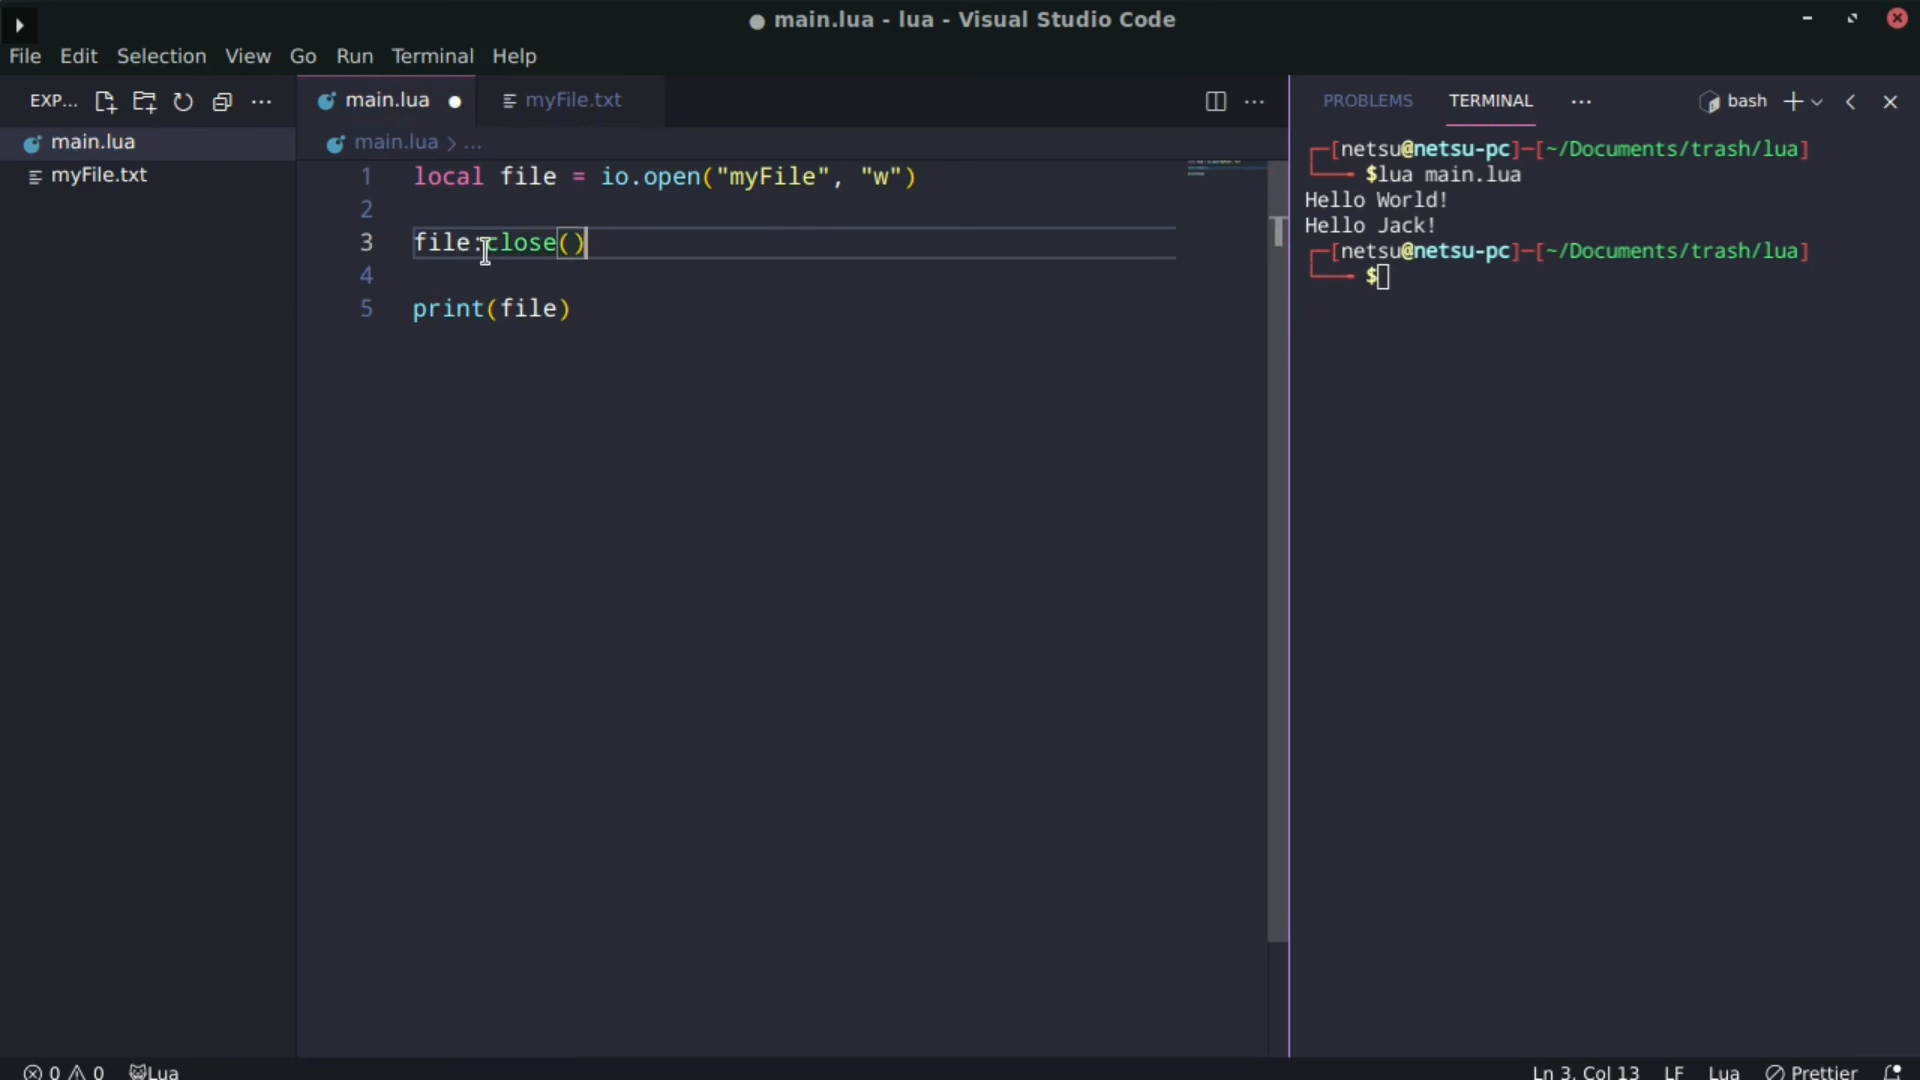 ● main.lua - lua - Visual Studio Code
File Edit Selection View Go Run Terminal Help
EXP...
main.lua
myFile.txt
main.lua ● myFile.txt
main.lua > ...
1 local file = io.open("myFile", "w")
2
3 file:close()
4
5 print(file)
PROBLEMS TERMINAL ... bash
┌─[netsu@netsu-pc]─[~/Documents/trash/lua]
└── $lua main.lua
Hello World!
Hello Jack!
┌─[netsu@netsu-pc]─[~/Documents/trash/lua]
└── $
0 0 Lua
Ln 3, Col 13 LF Lua Prettier